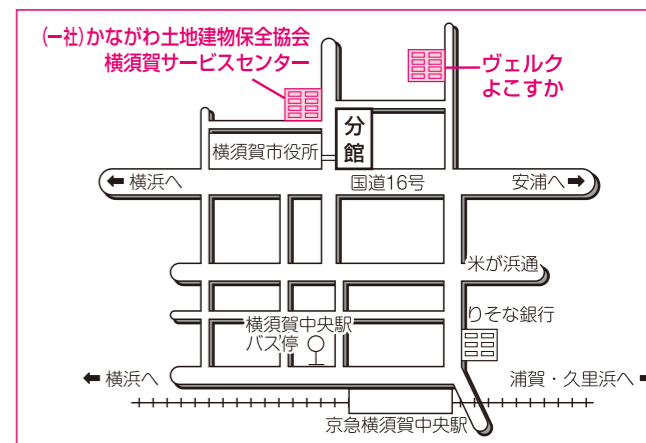 (一社)かながわ土地建物保全協会
横須賀サービスセンター
ヴェルク
よこすか
分館
横須賀市役所
横浜へ
国道16号
安浦へ
米が浜通
りそな銀行
横須賀中央駅
バス停
横浜へ
浦賀・久里浜へ
京急横須賀中央駅